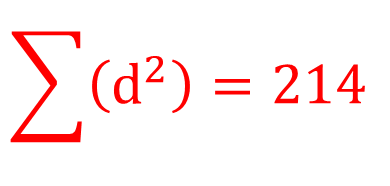 ∑(d²) = 214